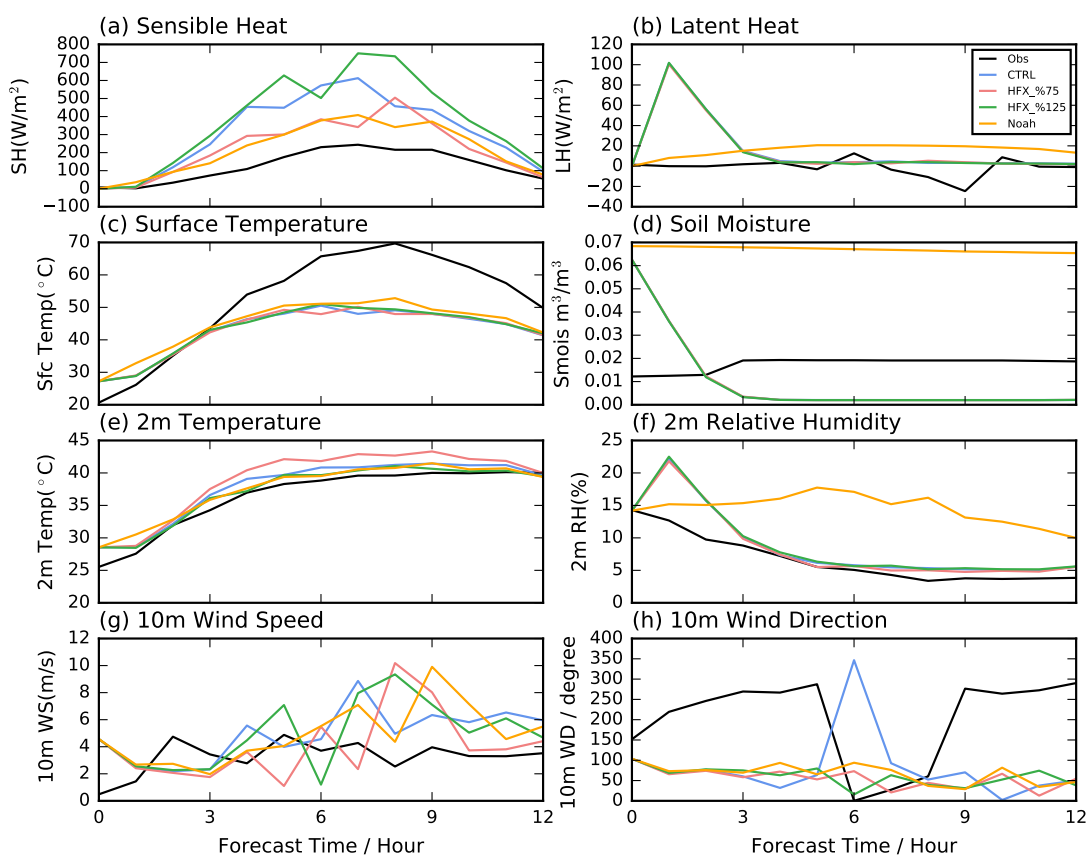 (a) Sensible Heat
SH(W/m²)
800
700
600
500
400
300
200
100
0
−100
(b) Latent Heat
LH(W/m²)
120
100
80
60
40
20
0
−20
−40
Obs
CTRL
HFX_%75
HFX_%125
Noah
(c) Surface Temperature
Sfc Temp(°C)
70
60
50
40
30
20
(d) Soil Moisture
Smois m³/m³
0.07
0.06
0.05
0.04
0.03
0.02
0.01
0.00
(e) 2m Temperature
2m Temp(°C)
45
40
35
30
25
20
(f) 2m Relative Humidity
2m RH(%)
25
20
15
10
5
0
(g) 10m Wind Speed
10m WS(m/s)
12
10
8
6
4
2
0
0 3 6 9 12
Forecast Time / Hour
(h) 10m Wind Direction
10m WD / degree
400
350
300
250
200
150
100
50
0
0 3 6 9 12
Forecast Time / Hour